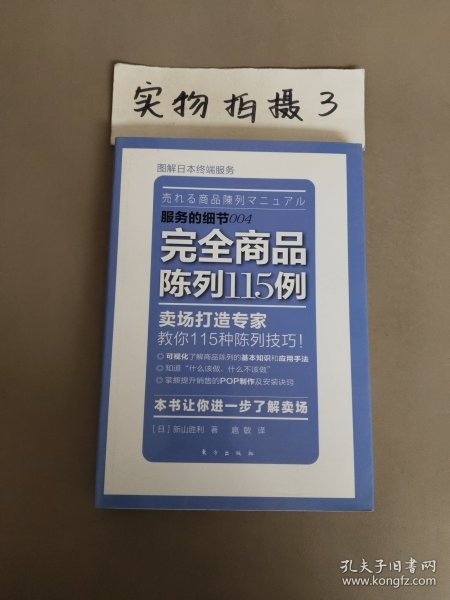 实物拍摄3
图解日本终端服务
売れる商品陳列マニュアル
服务的细节004
完全商品
陈列115例
卖场打造专家
教你115种陈列技巧!
◎可视化了解商品陈列的基本知识和应用手法
◎知道“什么该做、什么不该做”
◎掌握提升销售的POP制作及安装诀窍
本书让你进一步了解卖场
[日]新山胜利 著 扈敏 译
东方出版社
孔夫子旧书网
www.kongfz.com